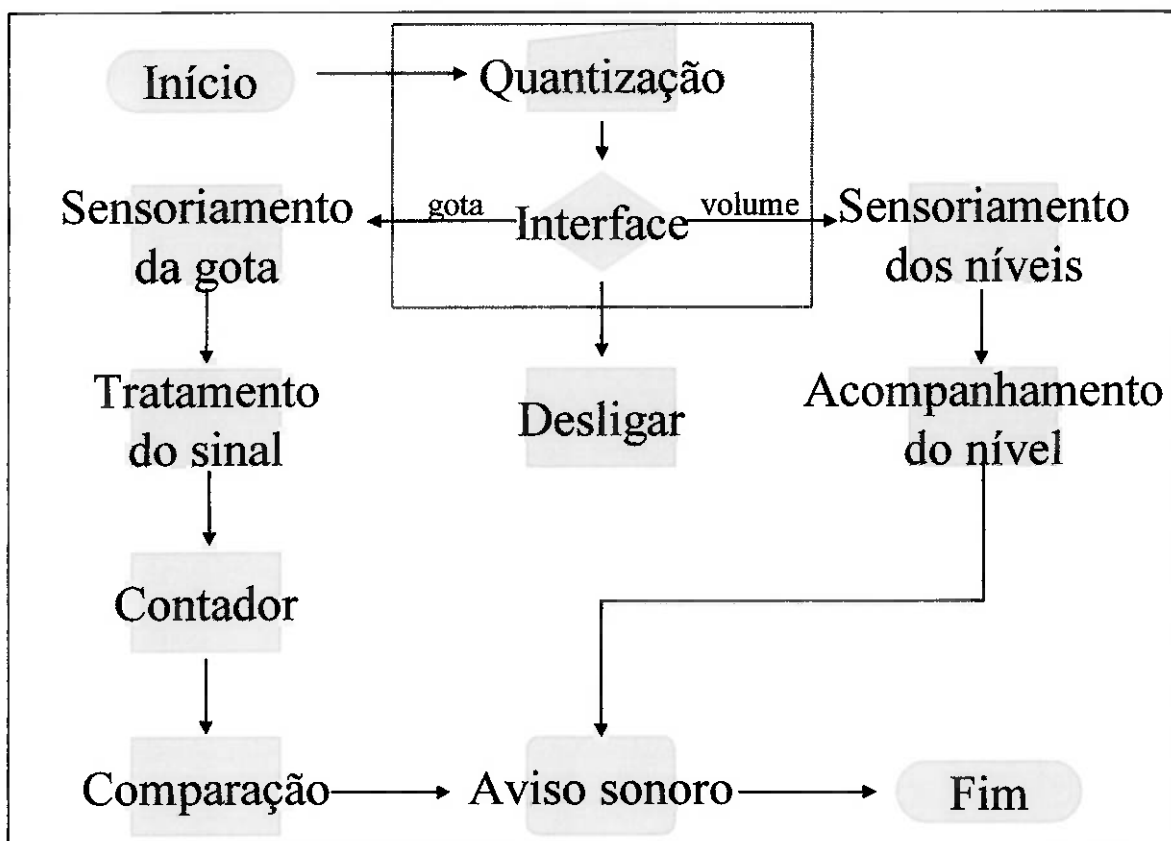 Início
Quantização
gota
Interface
volume
Sensoriamento
da gota
Sensoriamento
dos níveis
Tratamento
do sinal
Desligar
Acompanhamento
do nível
Contador
Comparação
Aviso sonoro
Fim